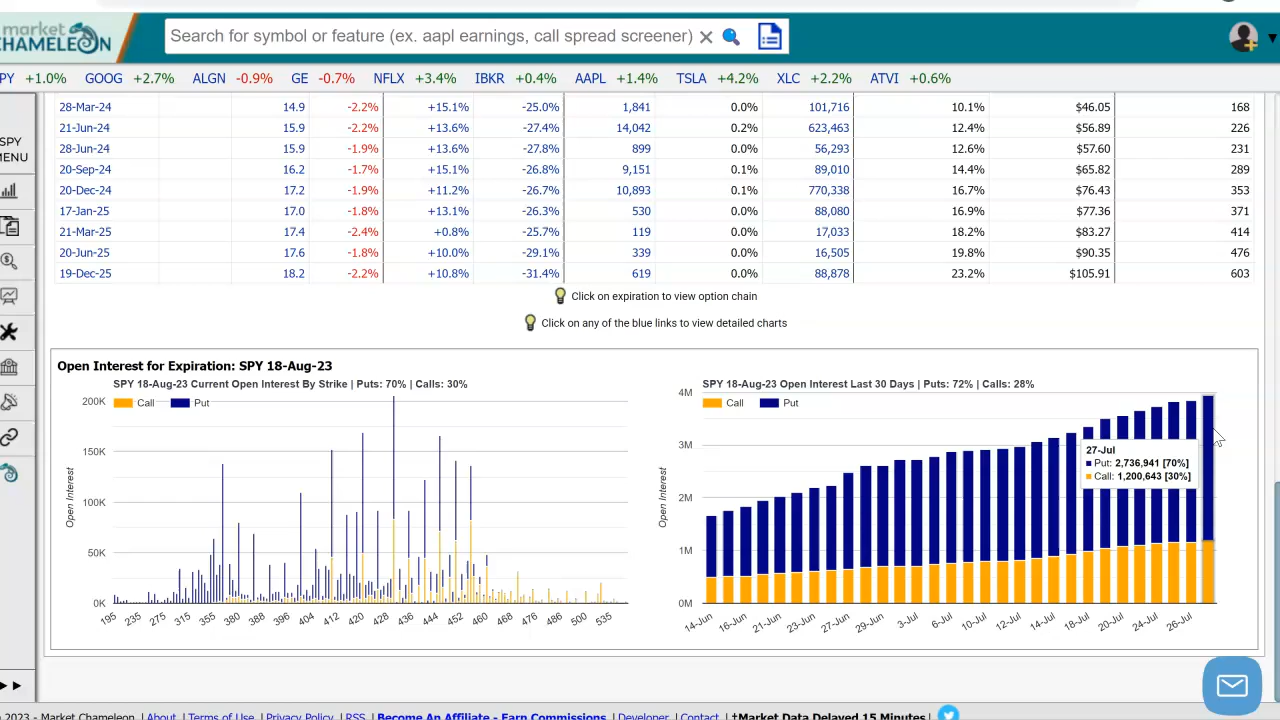 market
CHAMELEON
Search for symbol or feature (ex. aapl earnings, call spread screener)
PY +1.0% GOOG +2.7% ALGN -0.9% GE -0.7% NFLX +3.4% IBKR +0.4% AAPL +1.4% TSLA +4.2% XLC +2.2% ATVI +0.6%
SPY
MENU
28-Mar-24 14.9 -2.2% +15.1% -25.0% 1,841 0.0% 101,716 10.1% $46.05 168
21-Jun-24 15.9 -2.2% +13.6% -27.4% 14,042 0.2% 623,463 12.4% $56.89 226
28-Jun-24 15.9 -1.9% +13.6% -27.8% 899 0.0% 56,293 12.6% $57.60 231
20-Sep-24 16.2 -1.7% +15.1% -26.8% 9,151 0.1% 89,010 14.4% $65.82 289
20-Dec-24 17.2 -1.9% +11.2% -26.7% 10,893 0.1% 770,338 16.7% $76.43 353
17-Jan-25 17.0 -1.8% +13.1% -26.3% 530 0.0% 88,080 16.9% $77.36 371
21-Mar-25 17.4 -2.4% +0.8% -25.7% 119 0.0% 17,033 18.2% $83.27 414
20-Jun-25 17.6 -1.8% +10.0% -29.1% 339 0.0% 16,505 19.8% $90.35 476
19-Dec-25 18.2 -2.2% +10.8% -31.4% 619 0.0% 88,878 23.2% $105.91 603
Click on expiration to view option chain
Click on any of the blue links to view detailed charts
Open Interest for Expiration: SPY 18-Aug-23
SPY 18-Aug-23 Current Open Interest By Strike | Puts: 70% | Calls: 30%
Call Put
200K
150K
100K
50K
0K
Open Interest
195 235 275 315 355 380 388 396 404 412 420 428 436 444 452 460 468 476 500 535
SPY 18-Aug-23 Open Interest Last 30 Days | Puts: 72% | Calls: 28%
Call Put
4M
3M
2M
1M
0M
Open Interest
27-Jul
Put: 2,736,941 [70%]
Call: 1,200,643 [30%]
14-Jun 16-Jun 21-Jun 23-Jun 27-Jun 29-Jun 3-Jul 6-Jul 10-Jul 12-Jul 14-Jul 18-Jul 20-Jul 24-Jul 26-Jul
2023 - Market Chameleon | About | Terms of Use | Privacy Policy | RSS | Become An Affiliate - Earn Commissions | Developer | Contact | †Market Data Delayed 15 Minutes |